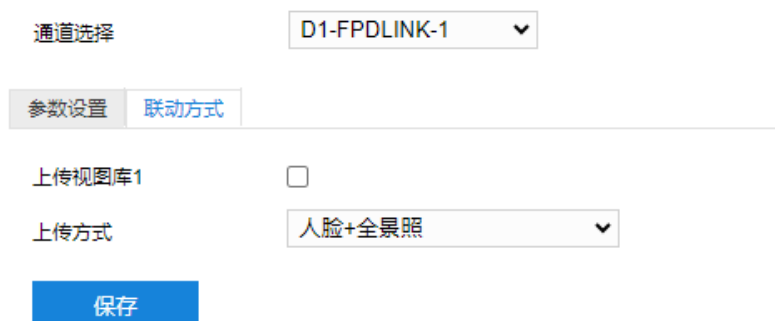 通道选择 D1-FPDLINK-1
参数设置 联动方式
上传视图库1
上传方式 人脸+全景照
保存